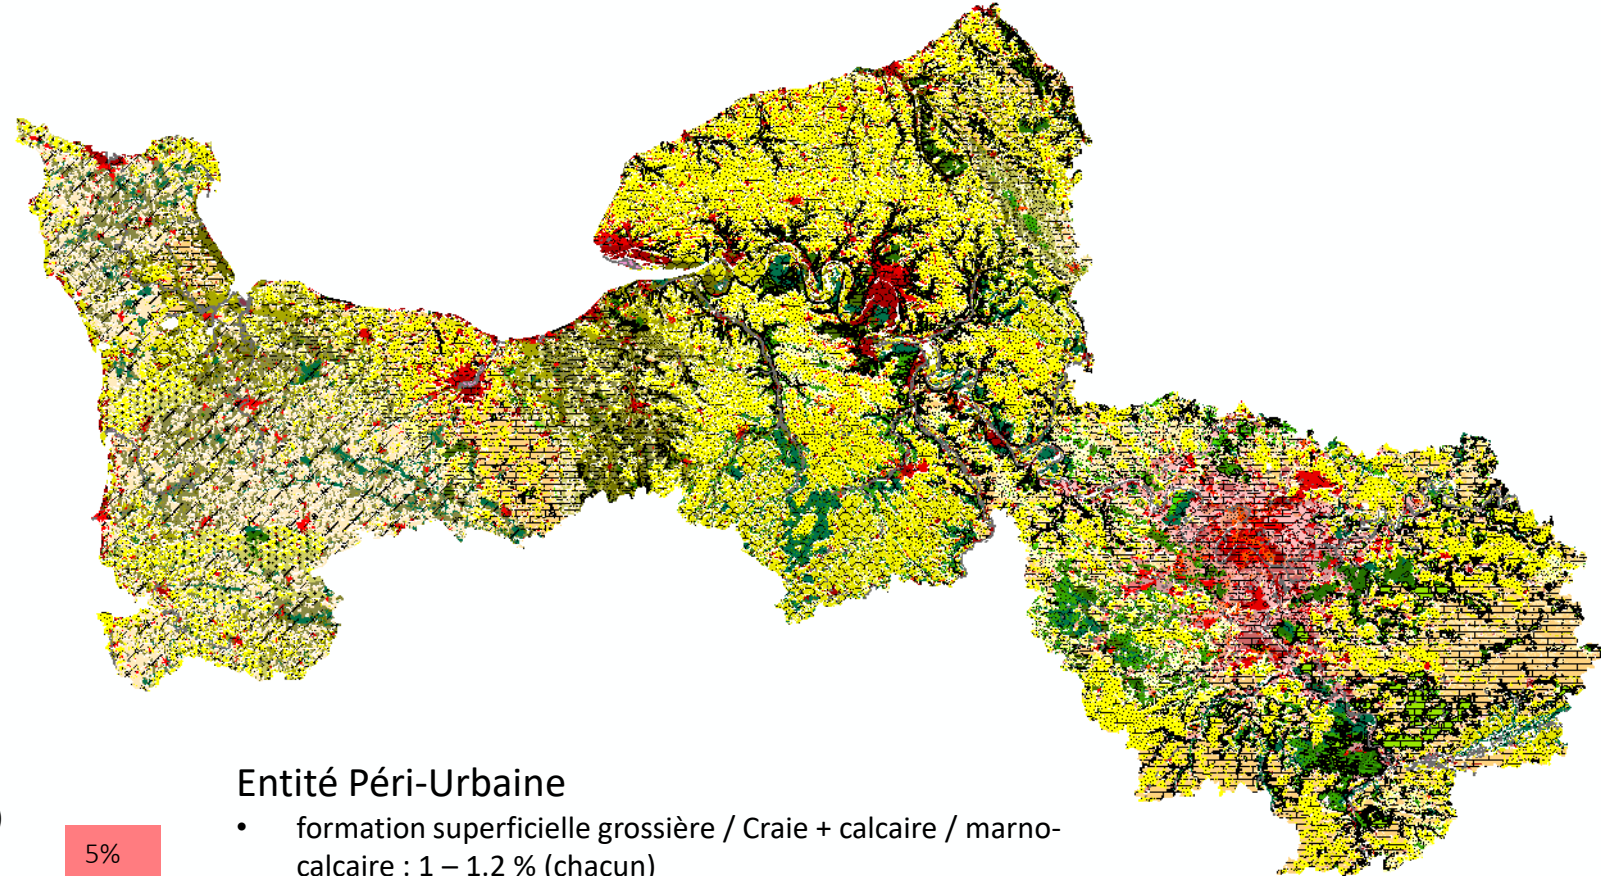 Entité Péri-Urbaine
)
5%
• formation superficielle grossière / Craie + calcaire / marno-
calcaire : 1 – 1.2 % (chacun)